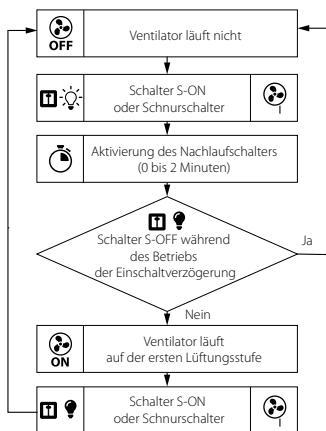 OFF
Ventilator läuft nicht
Schalter S-ON
oder Schnurschalter
Aktivierung des Nachlaufschalters
(0 bis 2 Minuten)
Schalter S-OFF während
des Betriebs
der Einschaltverzögerung
Ja
Nein
ON
Ventilator läuft
auf der ersten Lüftungsstufe
Schalter S-ON
oder Schnurschalter